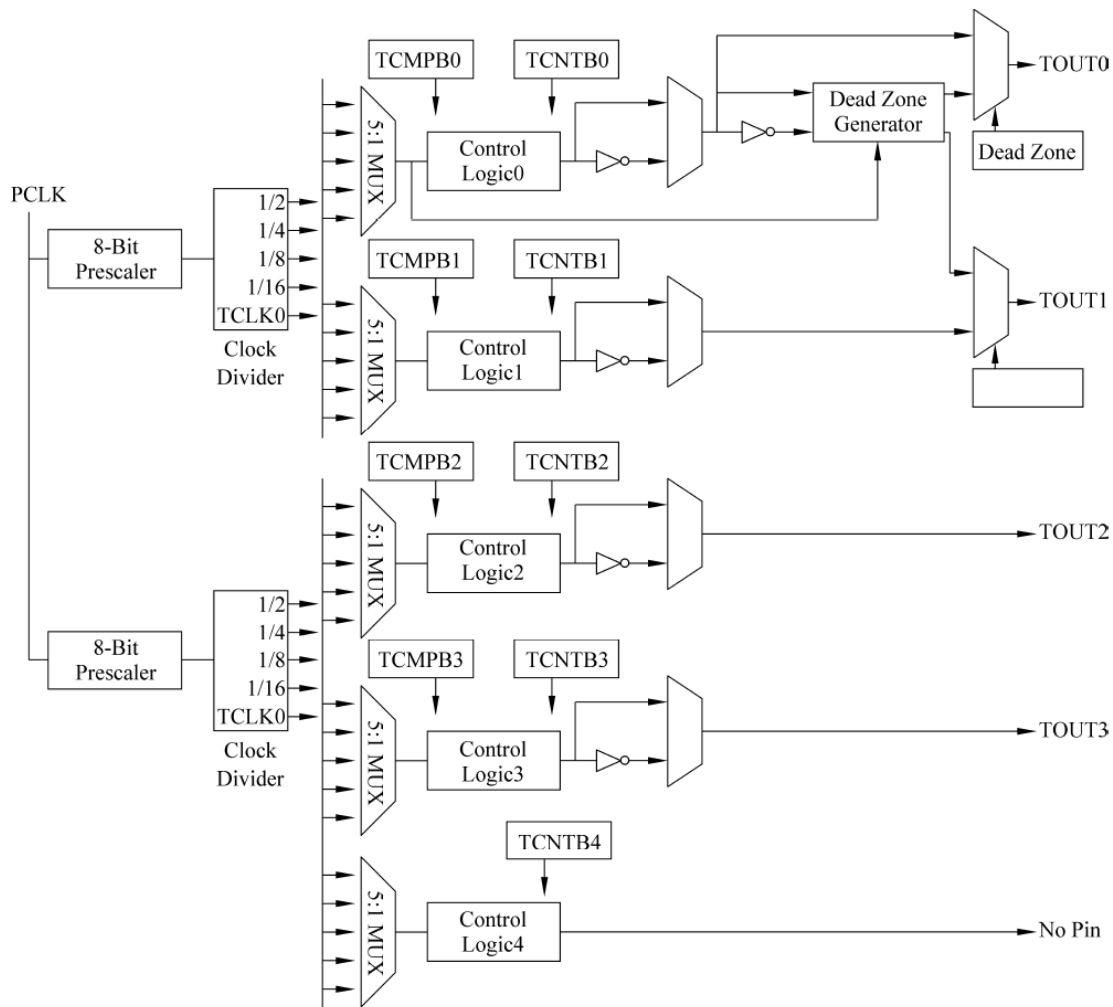 TCMPB0
TCNTB0
TOUT0
5:1 MUX
Control
Logic0
Dead Zone
Generator
Dead Zone
PCLK
8-Bit
Prescaler
1/2
1/4
1/8
1/16
TCLK0
Clock
Divider
TCMPB1
TCNTB1
TOUT1
5:1 MUX
Control
Logic1
TCMPB2
TCNTB2
5:1 MUX
Control
Logic2
TOUT2
8-Bit
Prescaler
1/2
1/4
1/8
1/16
TCLK0
Clock
Divider
TCMPB3
TCNTB3
5:1 MUX
Control
Logic3
TOUT3
TCNTB4
5:1 MUX
Control
Logic4
No Pin